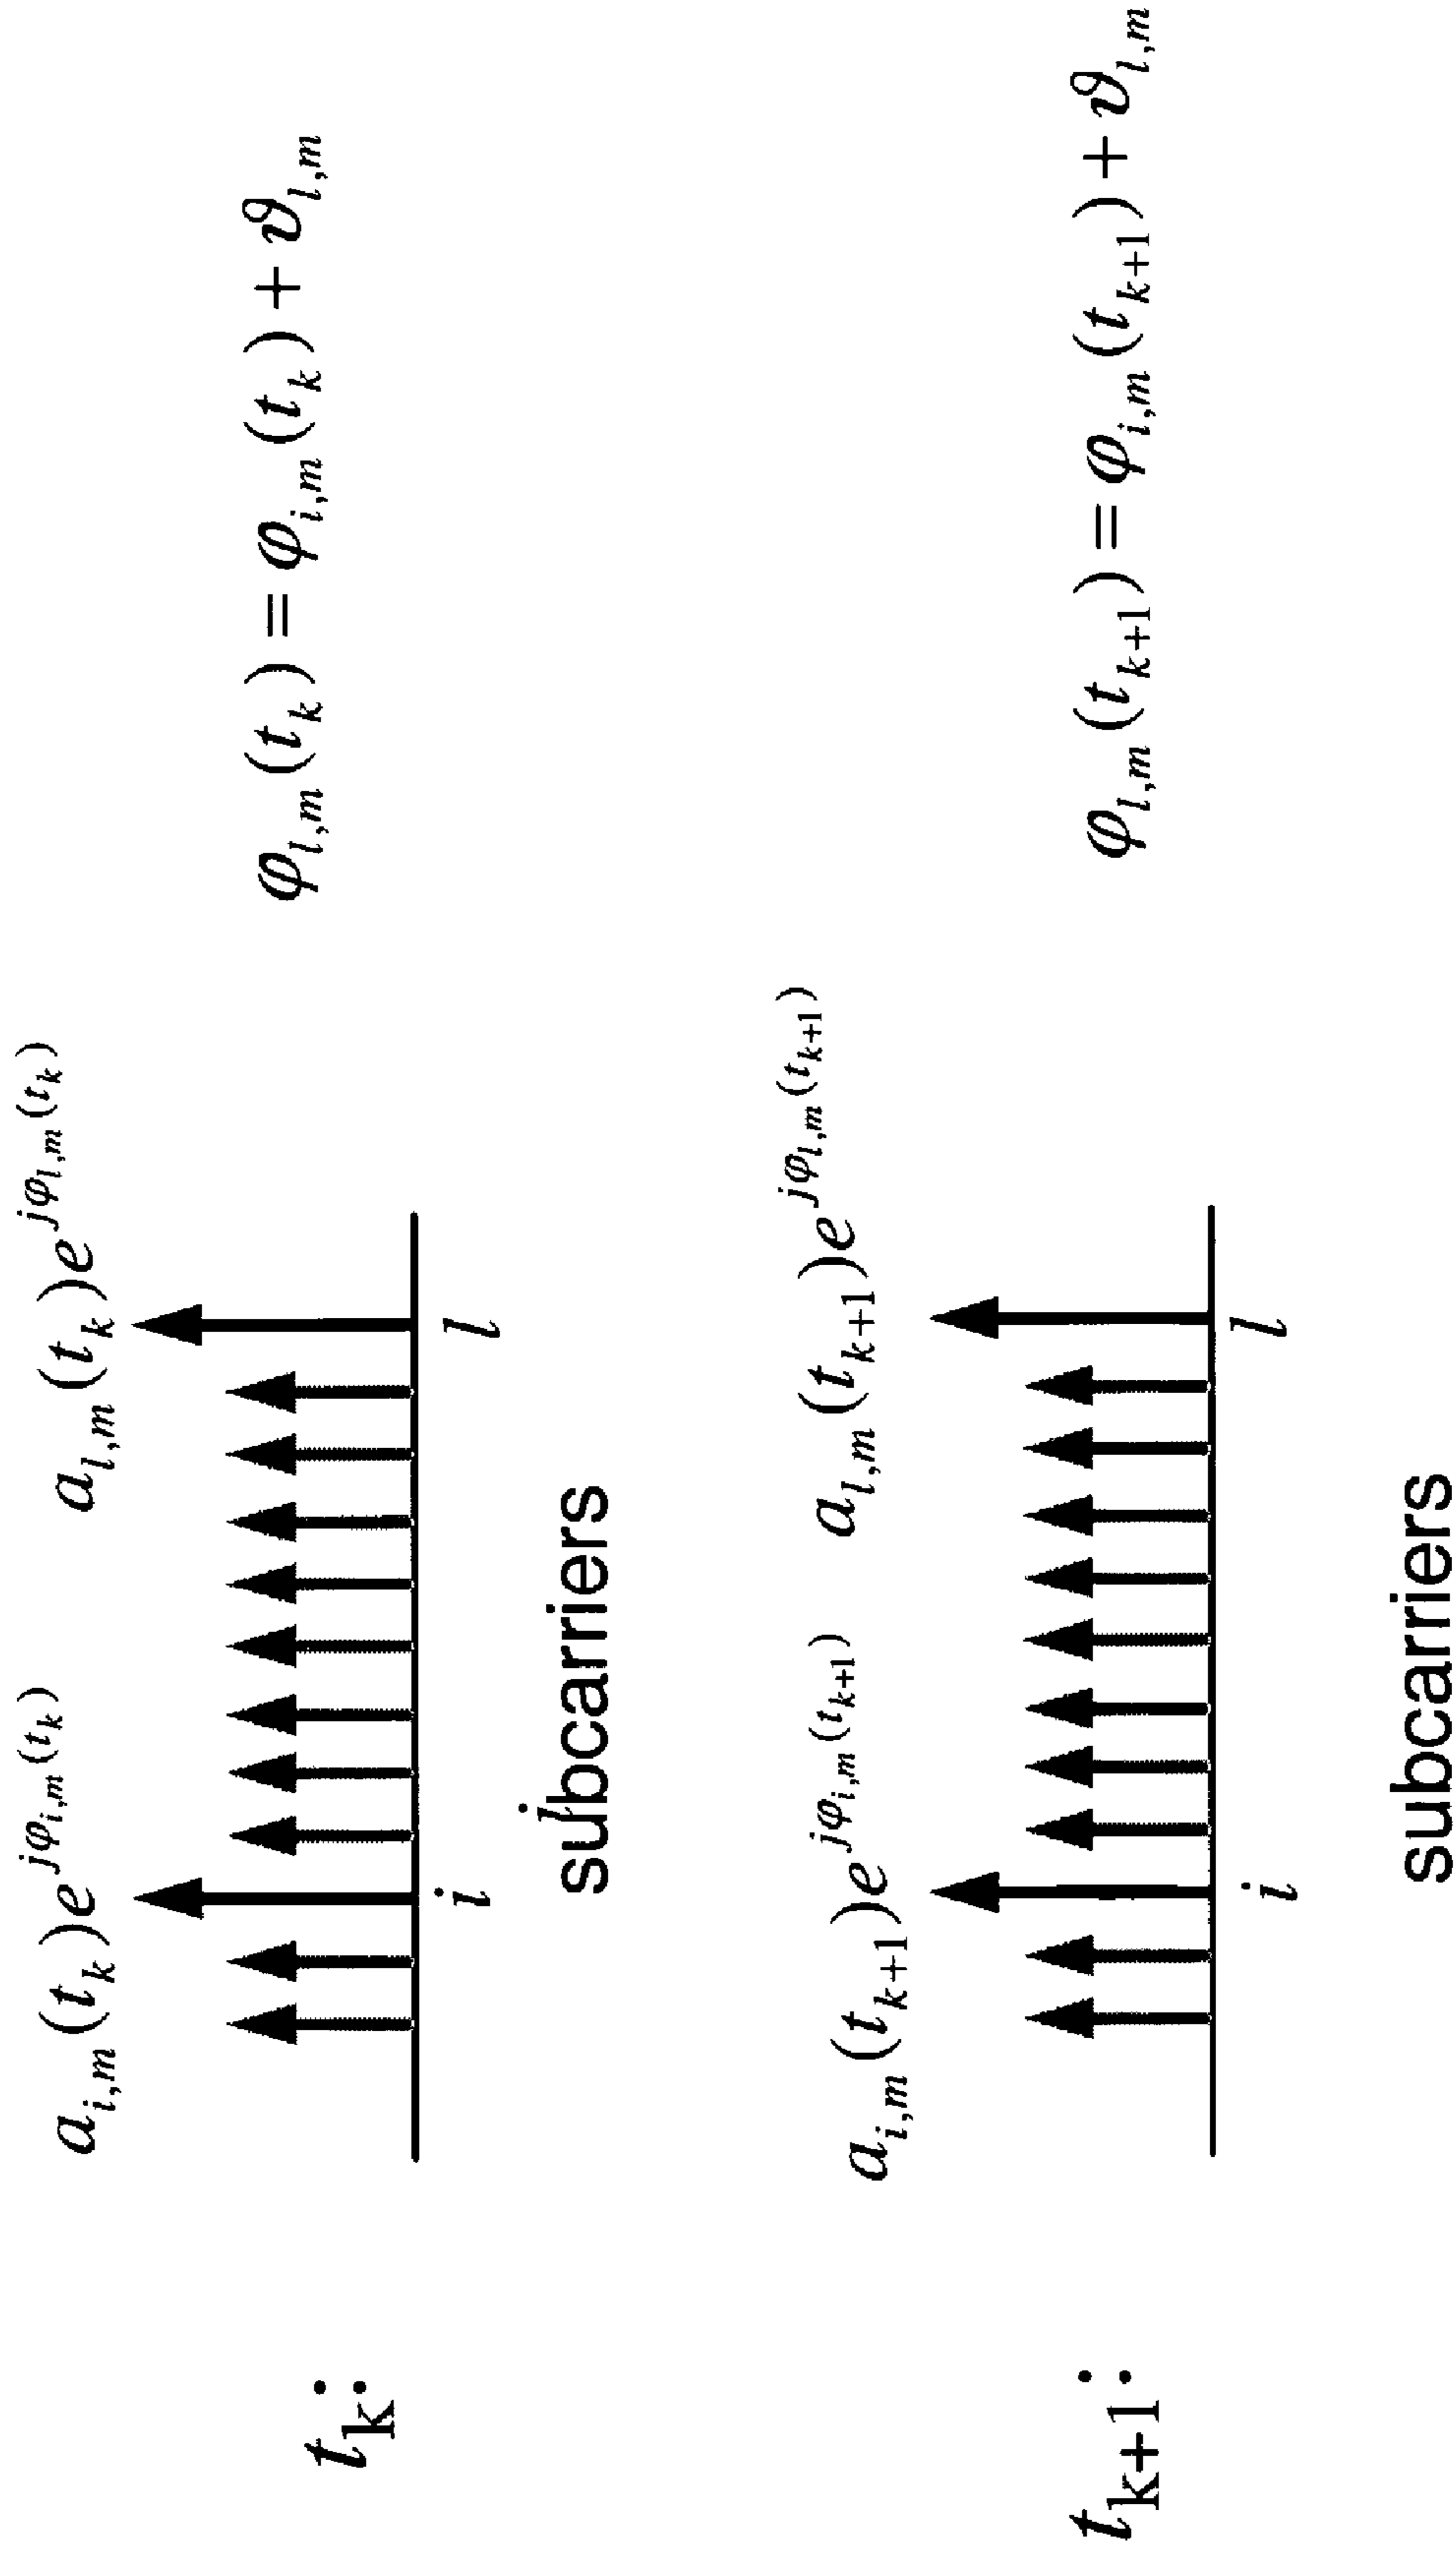 a_{i,m}(t_k)e^{jφ_{i,m}(t_k)} a_{l,m}(t_k)e^{jφ_{l,m}(t_k)}
t_k: φ_{l,m}(t_k) = φ_{i,m}(t_k) + ϑ_{l,m}
i l
i
subcarriers
a_{i,m}(t_{k+1})e^{jφ_{i,m}(t_{k+1})} a_{l,m}(t_{k+1})e^{jφ_{l,m}(t_{k+1})}
t_{k+1}: φ_{l,m}(t_{k+1}) = φ_{i,m}(t_{k+1}) + ϑ_{l,m}
i l
subcarriers